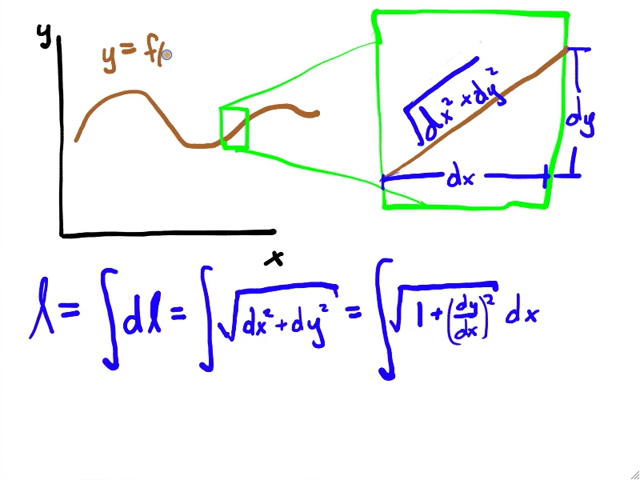 y
y = f(
√dx² + dy²
dy
dx
x
l = ∫ dl = ∫ √dx² + dy² = ∫ √1 + (dy/dx)² dx